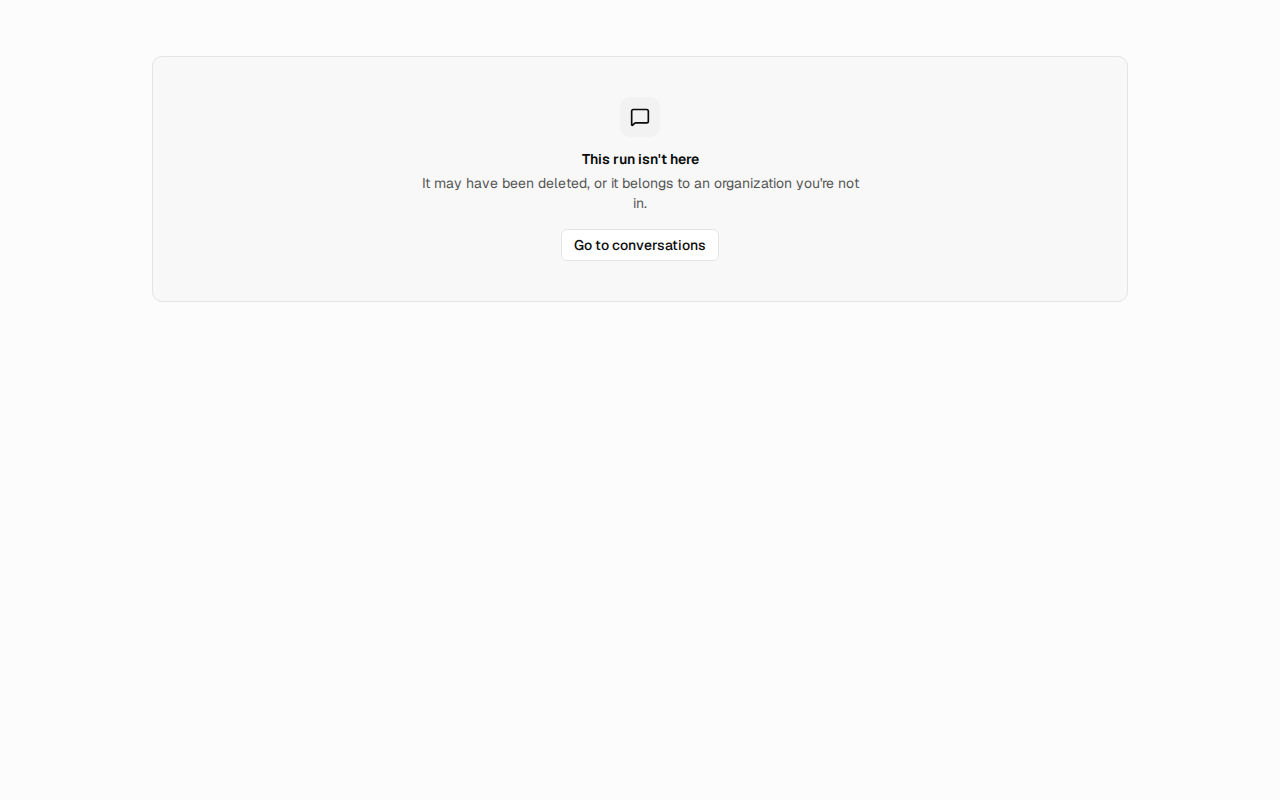 This run isn't here
It may have been deleted, or it belongs to an organization you're not
in.
Go to conversations